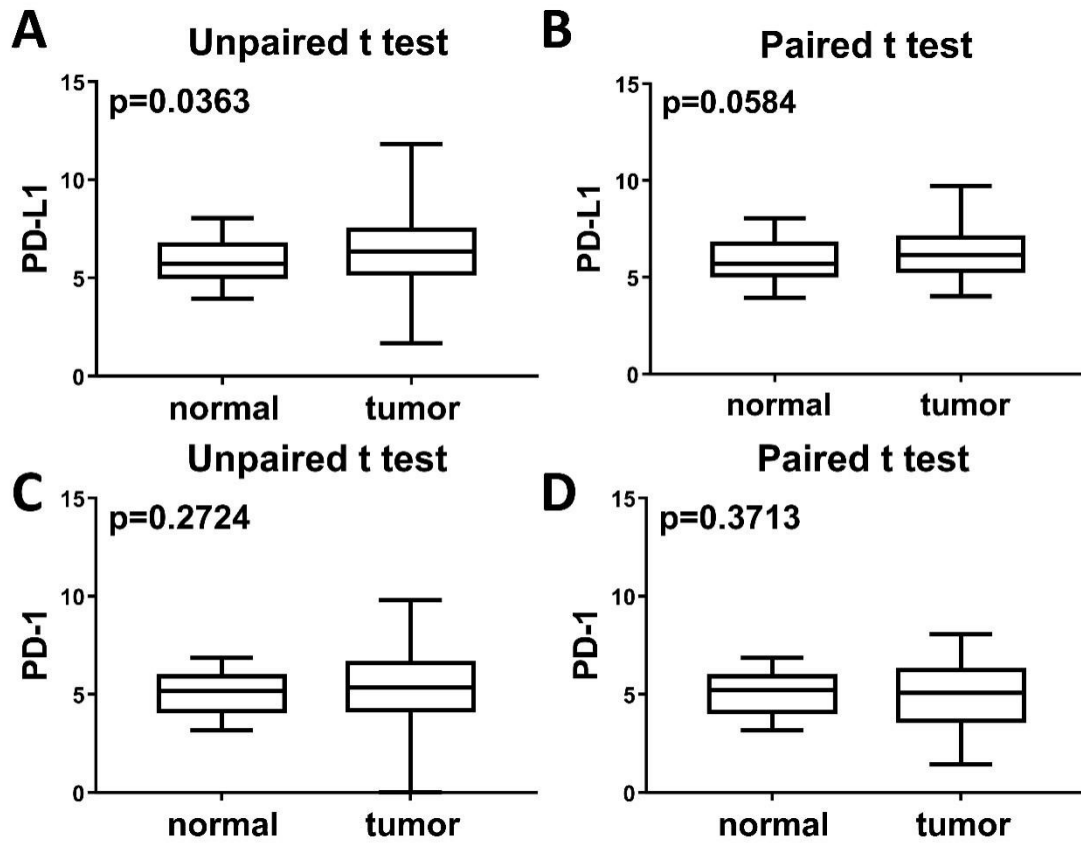 A
Unpaired t test
p=0.0363
PD-L1
15
10
5
0
normal tumor
B
Paired t test
p=0.0584
PD-L1
15
10
5
0
normal tumor
C
Unpaired t test
p=0.2724
PD-1
15
10
5
0
normal tumor
D
Paired t test
p=0.3713
PD-1
15
10
5
0
normal tumor